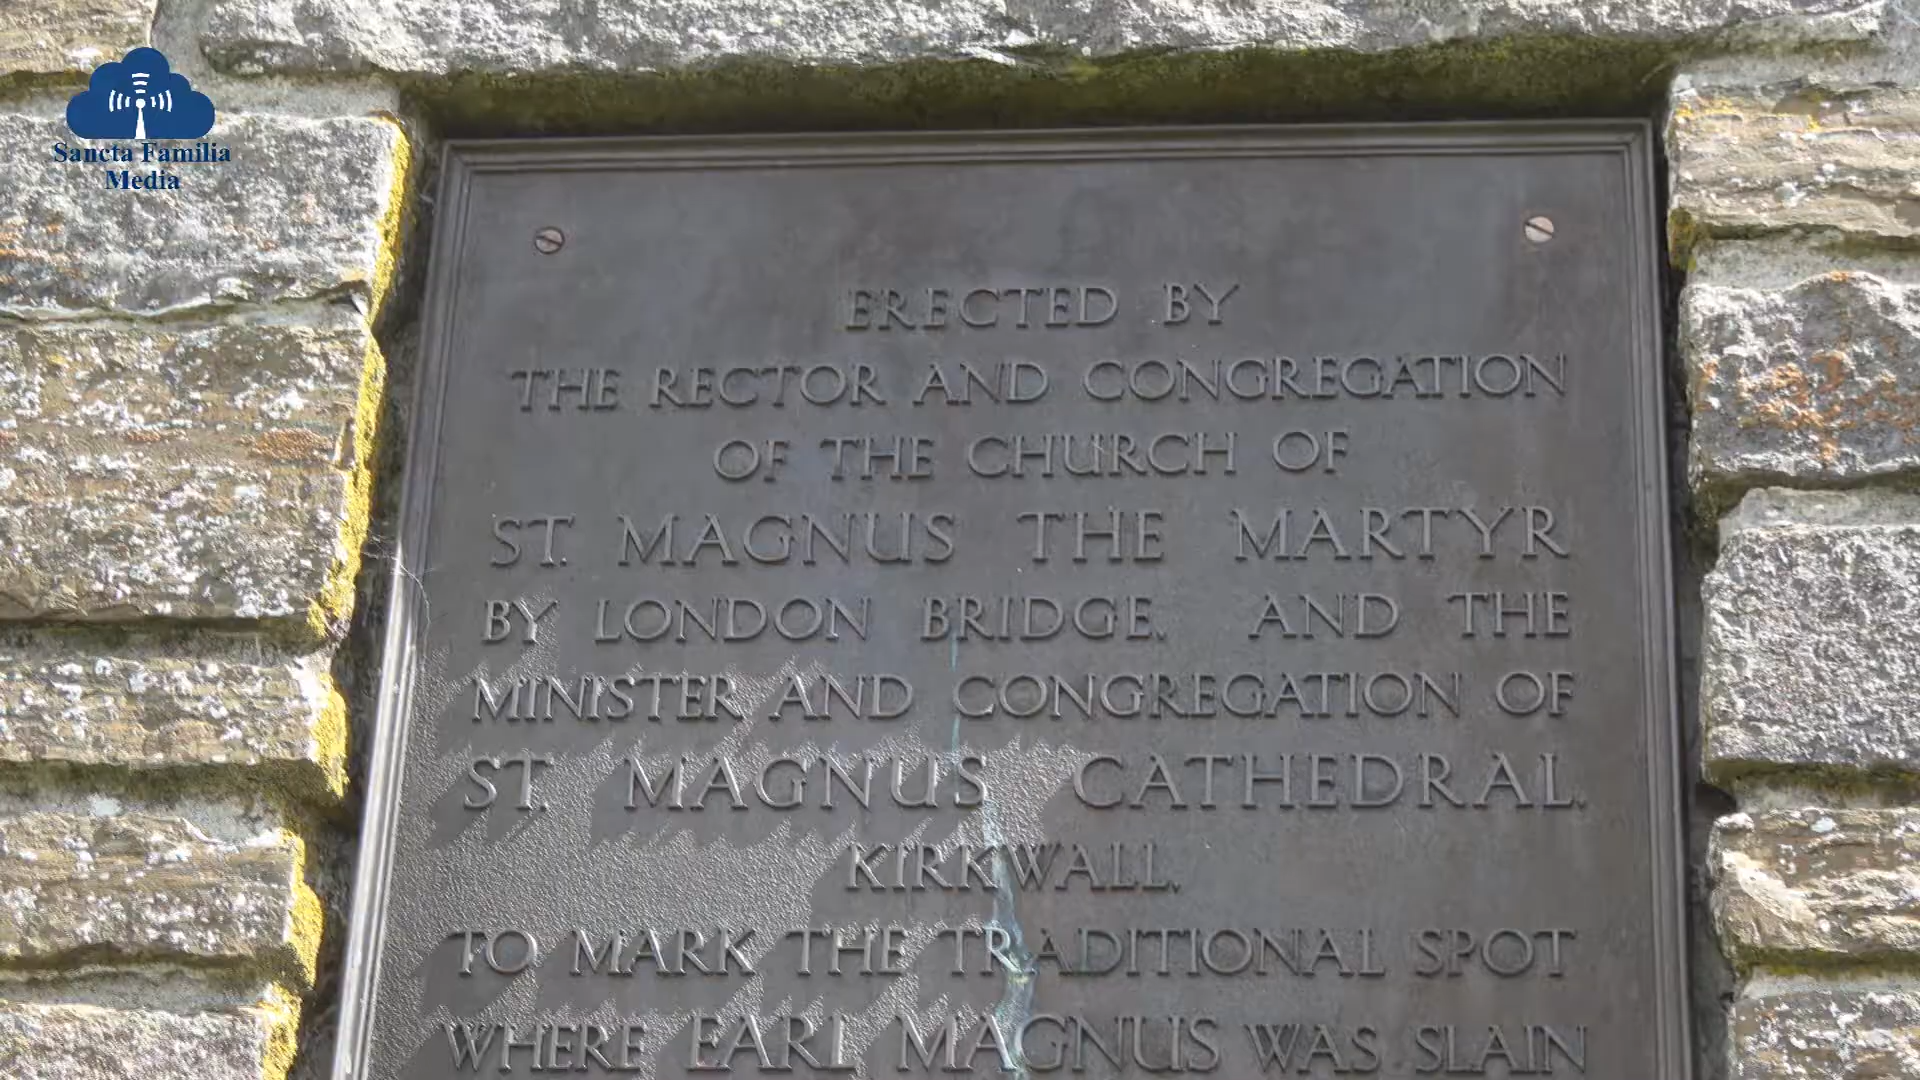 Sancta Familia
Media
ERECTED BY
THE RECTOR AND CONGREGATION
OF THE CHURCH OF
ST. MAGNUS THE MARTYR
BY LONDON BRIDGE, AND THE
MINISTER AND CONGREGATION OF
ST. MAGNUS CATHEDRAL,
KIRKWALL,
TO MARK THE TRADITIONAL SPOT
WHERE EARL MAGNUS WAS SLAIN